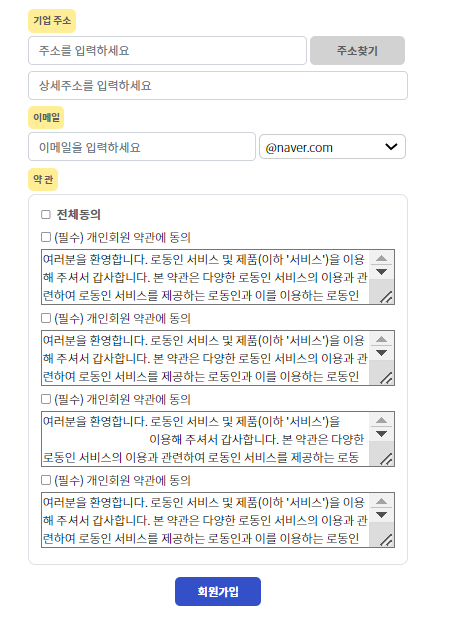 기업 주소
주소를 입력하세요 주소찾기
상세주소를 입력하세요
이메일
이메일을 입력하세요 @naver.com
약 관
전체동의
(필수) 개인회원 약관에 동의
여러분을 환영합니다. 로동인 서비스 및 제품(이하 '서비스')을 이용
해 주셔서 갑사합니다. 본 약관은 다양한 로동인 서비스의 이용과 관
련하여 로동인 서비스를 제공하는 로동인과 이를 이용하는 로동인
(필수) 개인회원 약관에 동의
여러분을 환영합니다. 로동인 서비스 및 제품(이하 '서비스')을 이용
해 주셔서 갑사합니다. 본 약관은 다양한 로동인 서비스의 이용과 관
련하여 로동인 서비스를 제공하는 로동인과 이를 이용하는 로동인
(필수) 개인회원 약관에 동의
여러분을 환영합니다. 로동인 서비스 및 제품(이하 '서비스')을
이용해 주셔서 갑사합니다. 본 약관은 다양한
로동인 서비스의 이용과 관련하여 로동인 서비스를 제공하는 로동
(필수) 개인회원 약관에 동의
여러분을 환영합니다. 로동인 서비스 및 제품(이하 '서비스')을 이용
해 주셔서 갑사합니다. 본 약관은 다양한 로동인 서비스의 이용과 관
련하여 로동인 서비스를 제공하는 로동인과 이를 이용하는 로동인
회원가입